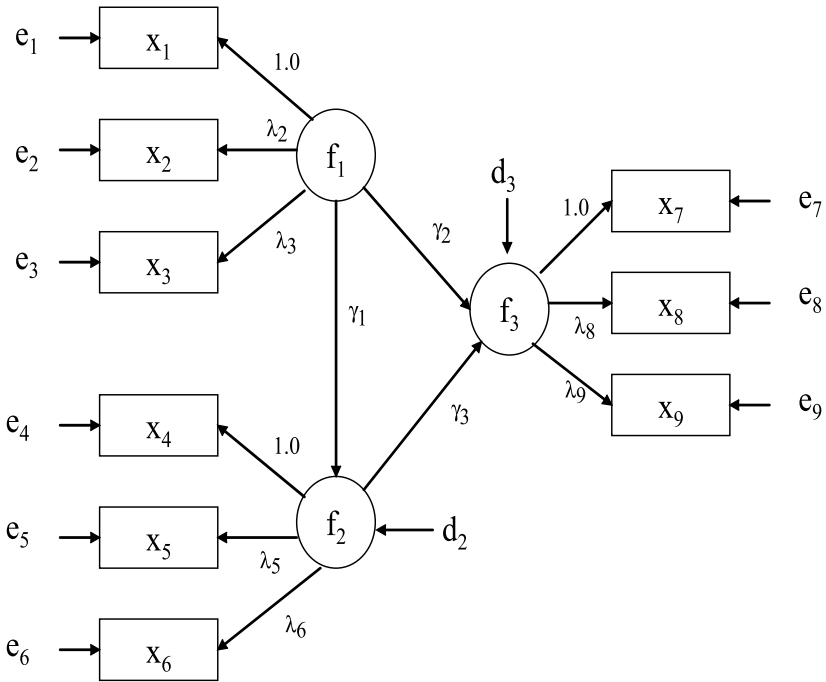 e₁
x₁
1.0
e₂
x₂
λ₂
f₁
e₃
x₃
λ₃
γ₂
γ₁
d₃
f₃
1.0
x₇
e₇
λ₈
x₈
e₈
λ₉
x₉
e₉
e₄
x₄
1.0
γ₃
e₅
x₅
λ₅
f₂
d₂
e₆
x₆
λ₆